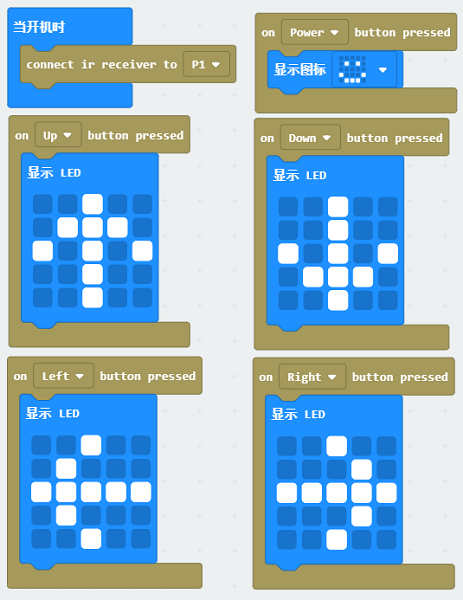 当开机时
connect ir receiver to P1
on Power button pressed
显示图标
on Up button pressed
显示 LED
on Down button pressed
显示 LED
on Left button pressed
显示 LED
on Right button pressed
显示 LED